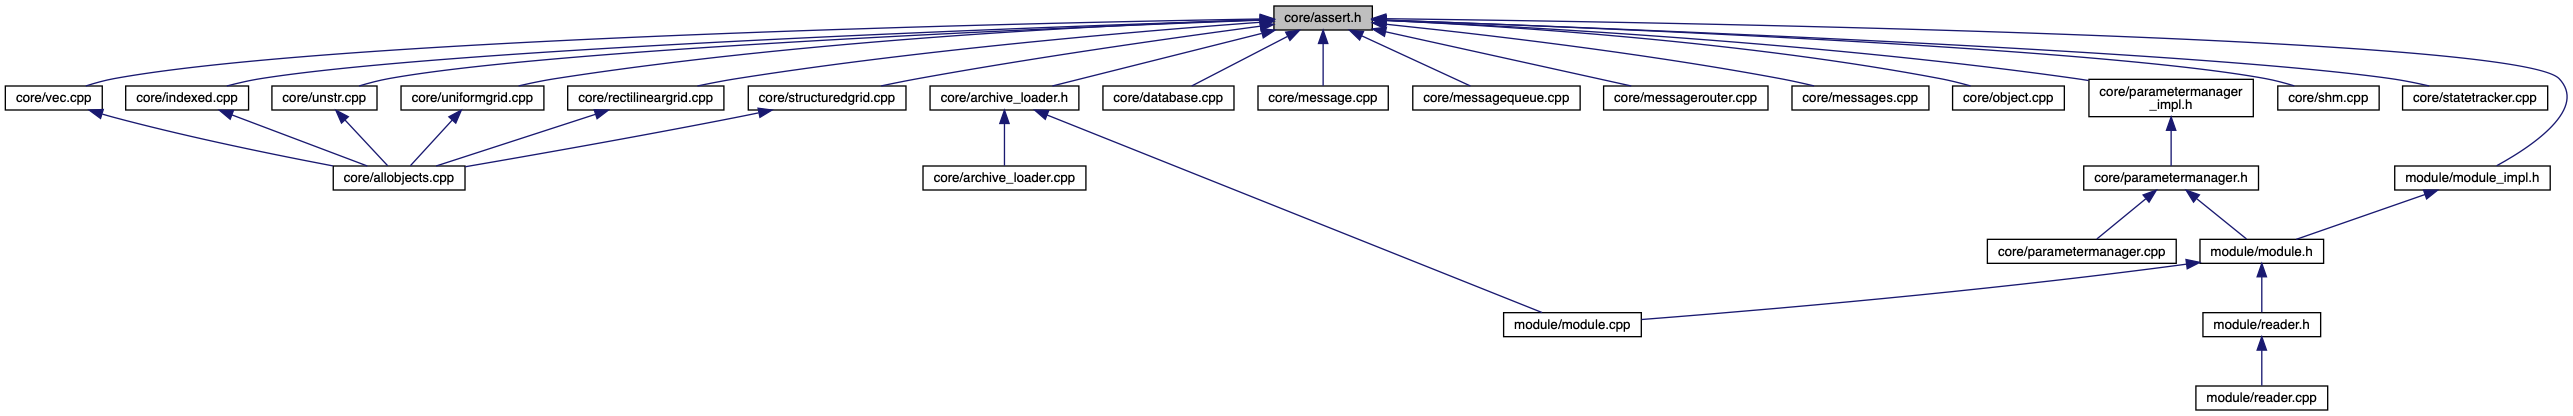 core/assert.h
core/vec.cpp
core/indexed.cpp
core/unstr.cpp
core/uniformgrid.cpp
core/rectilineargrid.cpp
core/structuredgrid.cpp
core/archive_loader.h
core/database.cpp
core/message.cpp
core/messagequeue.cpp
core/messagerouter.cpp
core/messages.cpp
core/object.cpp
core/parametermanager
_impl.h
core/shm.cpp
core/statetracker.cpp
core/allobjects.cpp
core/archive_loader.cpp
core/parametermanager.h
module/module_impl.h
core/parametermanager.cpp
module/module.h
module/module.cpp
module/reader.h
module/reader.cpp